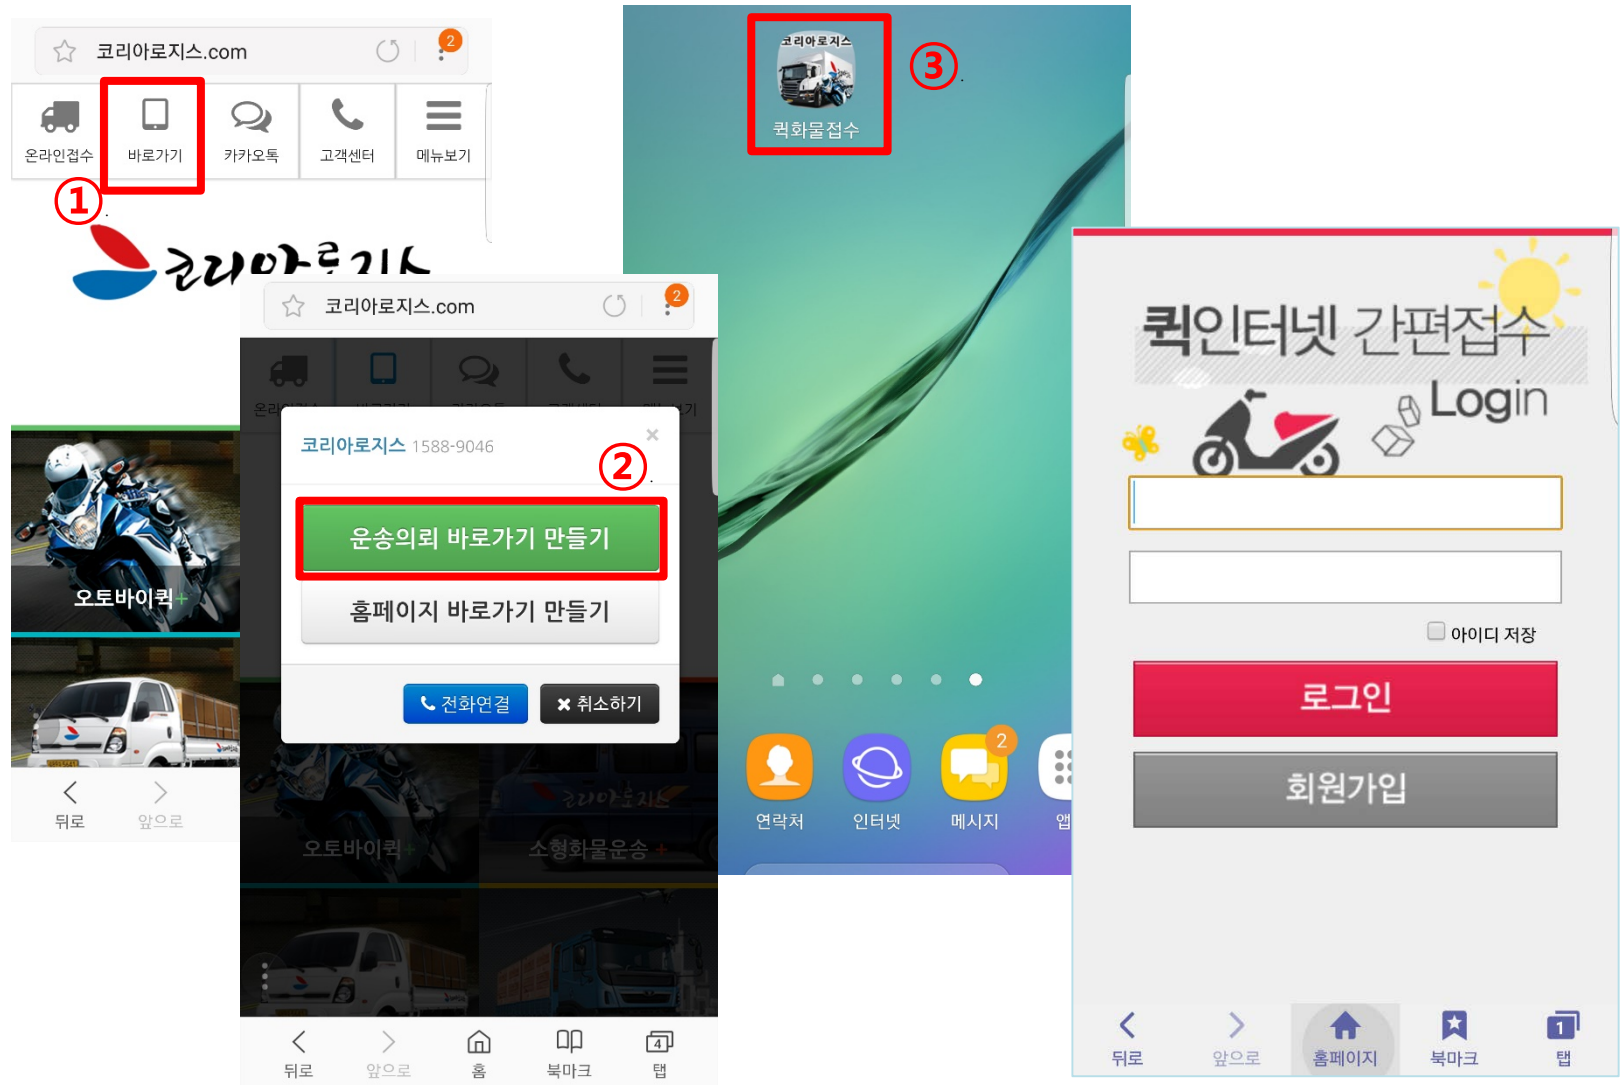 코리아로지스.com
2
온라인접수
바로가기
카카오톡
고객센터
메뉴보기
①.
코리아로지스
오토바이퀵+
뒤로
앞으로
코리아로지스.com
2
코리아로지스 1588-9046
×
②.
운송의뢰 바로가기 만들기
홈페이지 바로가기 만들기
전화연결
취소하기
코리아로지스
오토바이퀵+
소형화물운송 +
뒤로
앞으로
홈
북마크
4
탭
코리아로지스
퀵화물접수
③.
2
연락처
인터넷
메시지
앱
퀵인터넷 간편접수
Login
아이디 저장
로그인
회원가입
뒤로
앞으로
홈페이지
북마크
1
탭